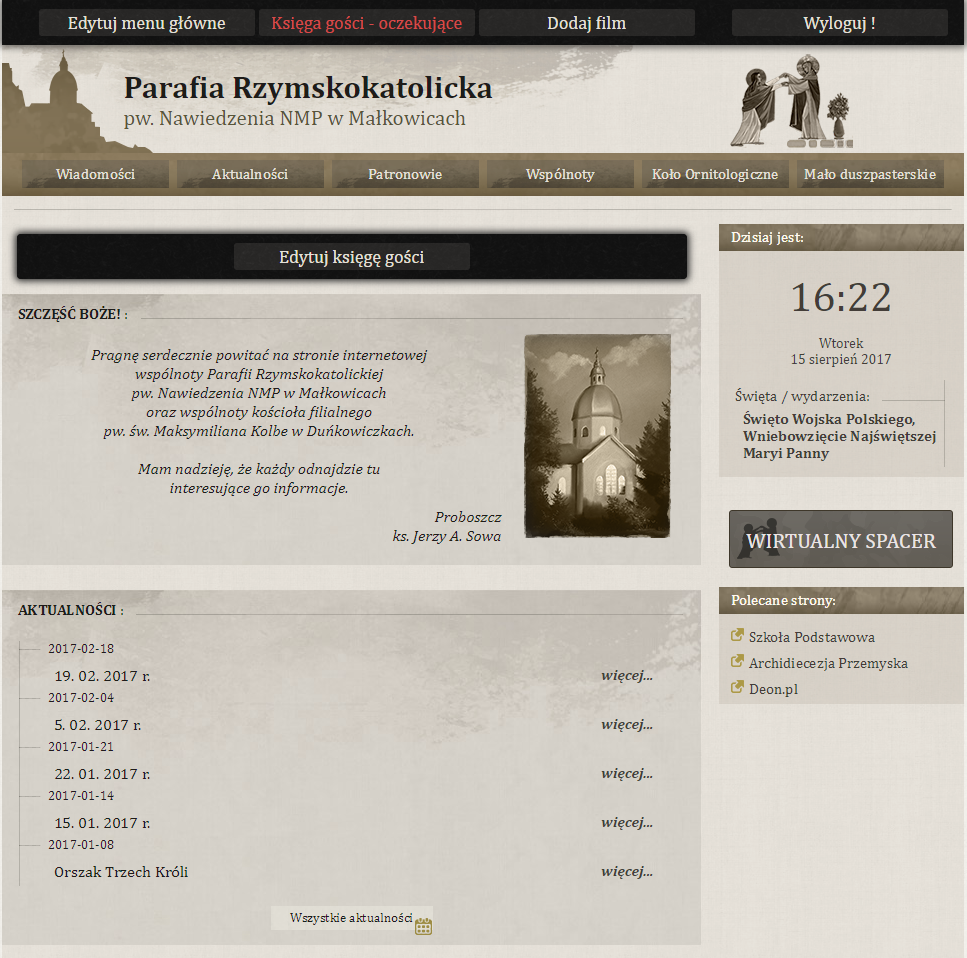 Edytuj menu główne
Księga gości - oczekujące
Dodaj film
Wyloguj !
Parafia Rzymskokatolicka
pw. Nawiedzenia NMP w Małkowicach
Wiadomości
Aktualności
Patronowie
Wspólnoty
Koło Ornitologiczne
Mało duszpasterskie
Edytuj księgę gości
SZCZĘŚĆ BOŻE! :
Pragnę serdecznie powitać na stronie internetowej
wspólnoty Parafii Rzymskokatolickiej
pw. Nawiedzenia NMP w Małkowicach
oraz wspólnoty kościoła filialnego
pw. św. Maksymiliana Kolbe w Duńkowiczkach.
Mam nadzieję, że każdy odnajdzie tu
interesujące go informacje.
Proboszcz
ks. Jerzy A. Sowa
AKTUALNOŚCI :
2017-02-18
19. 02. 2017 r. więcej...
2017-02-04
5. 02. 2017 r. więcej...
2017-01-21
22. 01. 2017 r. więcej...
2017-01-14
15. 01. 2017 r. więcej...
2017-01-08
Orszak Trzech Króli więcej...
Wszystkie aktualności
Dzisiaj jest:
16:22
Wtorek
15 sierpień 2017
Święta / wydarzenia:
Święto Wojska Polskiego,
Wniebowzięcie Najświętszej
Maryi Panny
WIRTUALNY SPACER
Polecane strony:
Szkoła Podstawowa
Archidiecezja Przemyska
Deon.pl